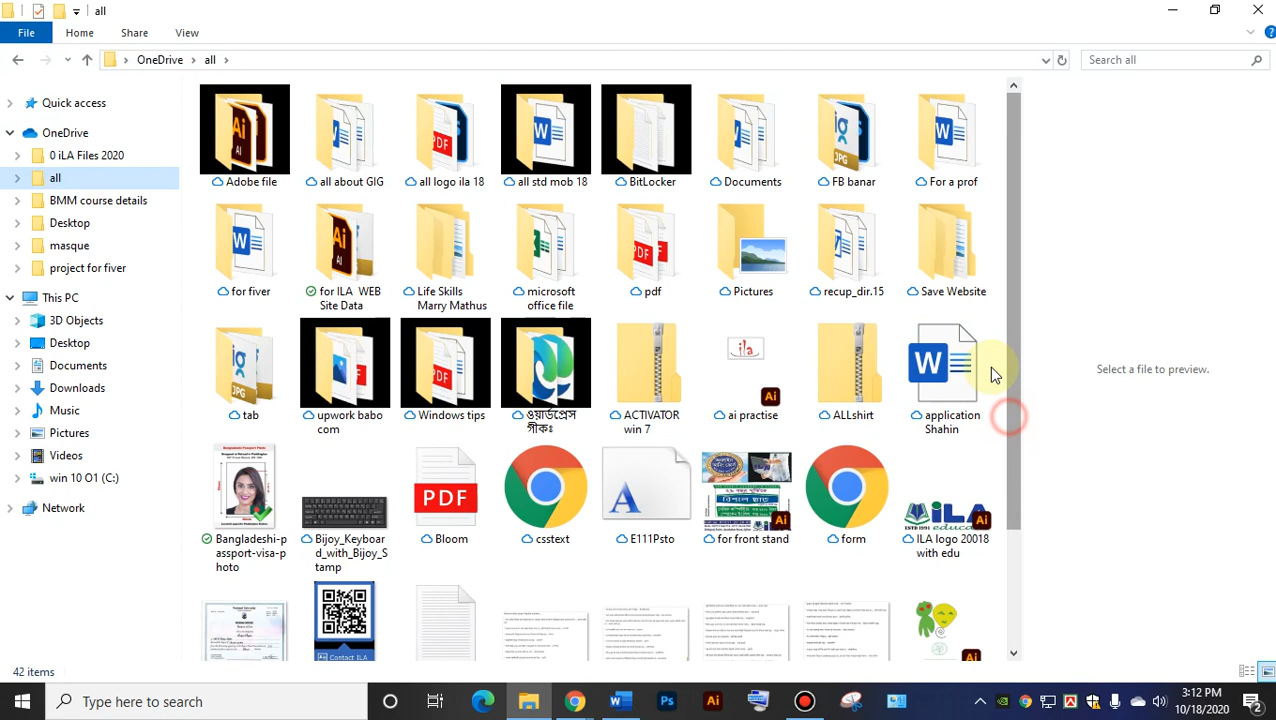 all
File Home Share View
OneDrive all
Search all
Quick access
OneDrive
0 iLA Files 2020
all
BMM course details
Desktop
masque
project for fiver
This PC
3D Objects
Desktop
Documents
Downloads
Music
Pictures
Videos
win 10 O1 (C:)
Adobe file
all about GIG
all logo ila 18
all std mob 18
BitLocker
Documents
FB banar
For a prof
for fiver
for ILA WEB
Site Data
Life Skills
Marry Mathus
microsoft
office file
pdf
Pictures
recup_dir.15
Save Website
tab
upwork babo
com
Windows tips
ওয়ার্ডপ্রেস
ACTIVATOR
win 7
ai practise
ALLshirt
application
Shahin
Bangladeshi-p
assport-visa-p
hoto
Bijoy_Keyboar
d_with_Bijoy_S
tamp
PDF
Bloom
csstext
E111Psto
for front stand
form
ILA logo 20018
with edu
Contact ILA
Select a file to preview.
42 items
Type here to search
3:12 PM
10/18/2020
2